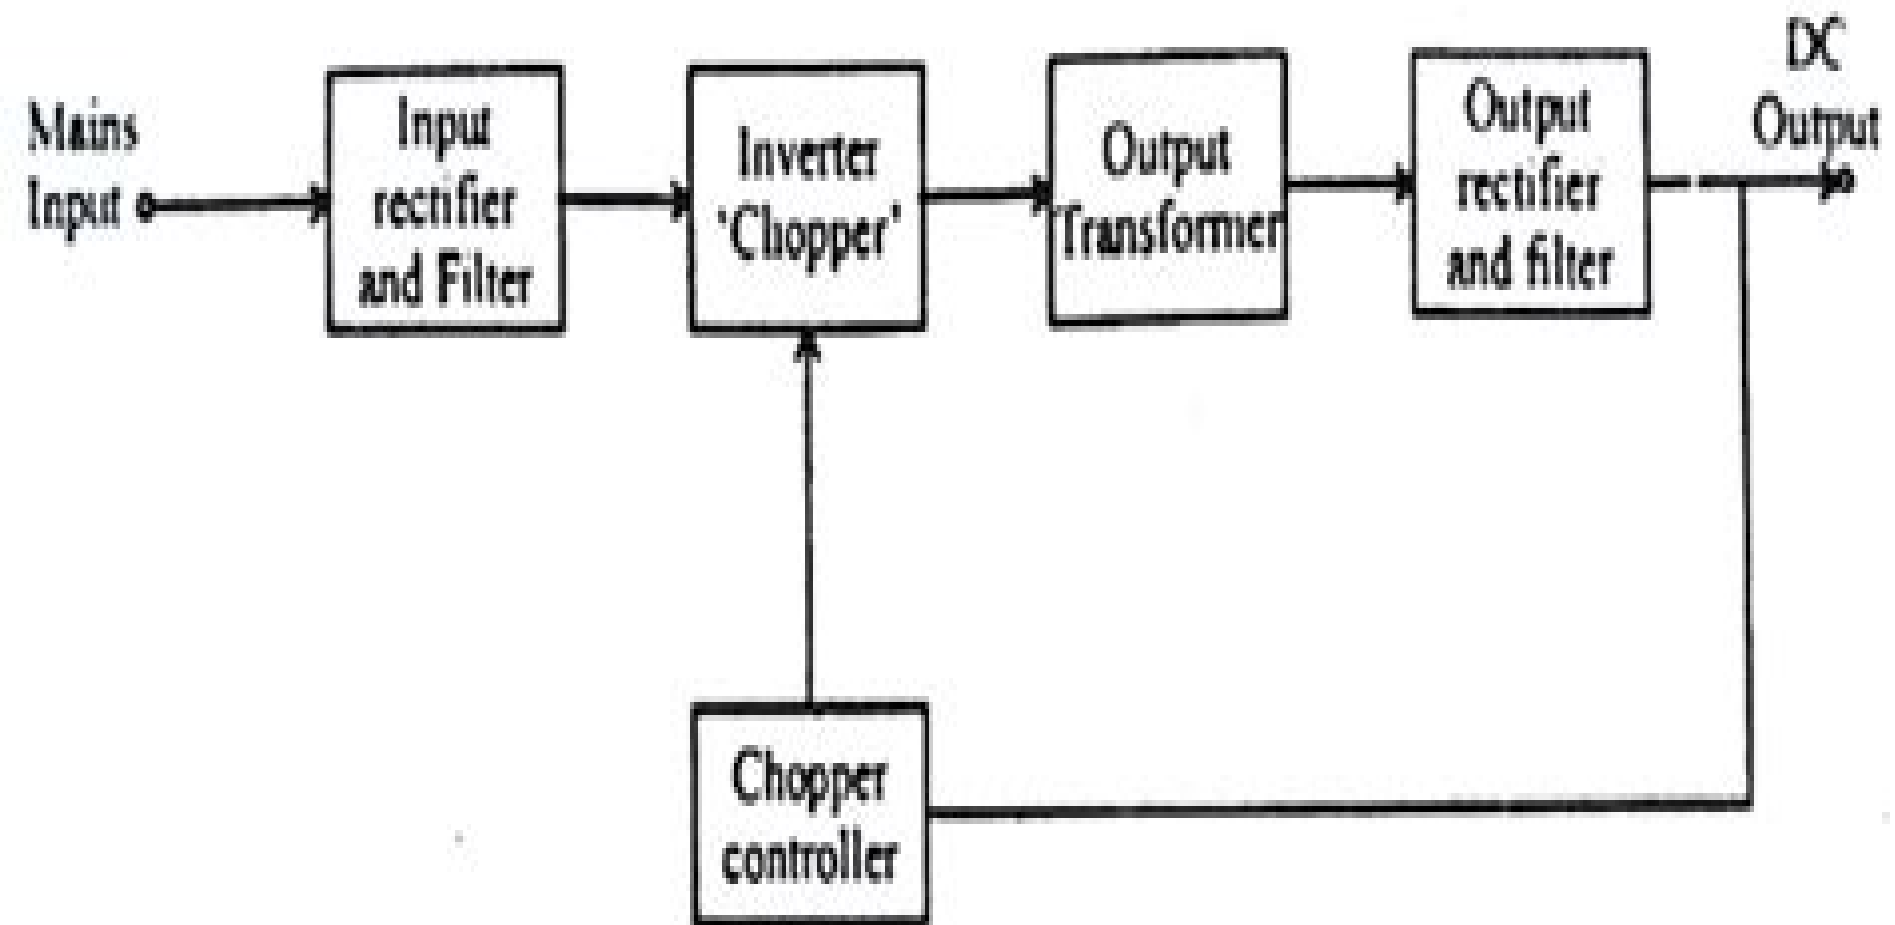 Mains
Input
Input
rectifier
and Filter
Inverter
'Chopper'
Output
Transformer
Output
rectifier
and filter
DC
Output
Chopper
controller